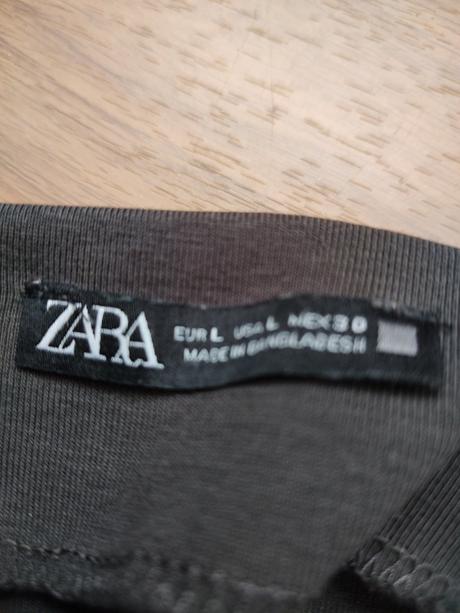 ZARA
EUR L USA L MEX 30
MADE IN BANGLADESH